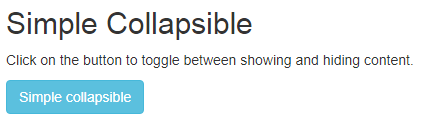 Simple Collapsible
Click on the button to toggle between showing and hiding content.
Simple collapsible